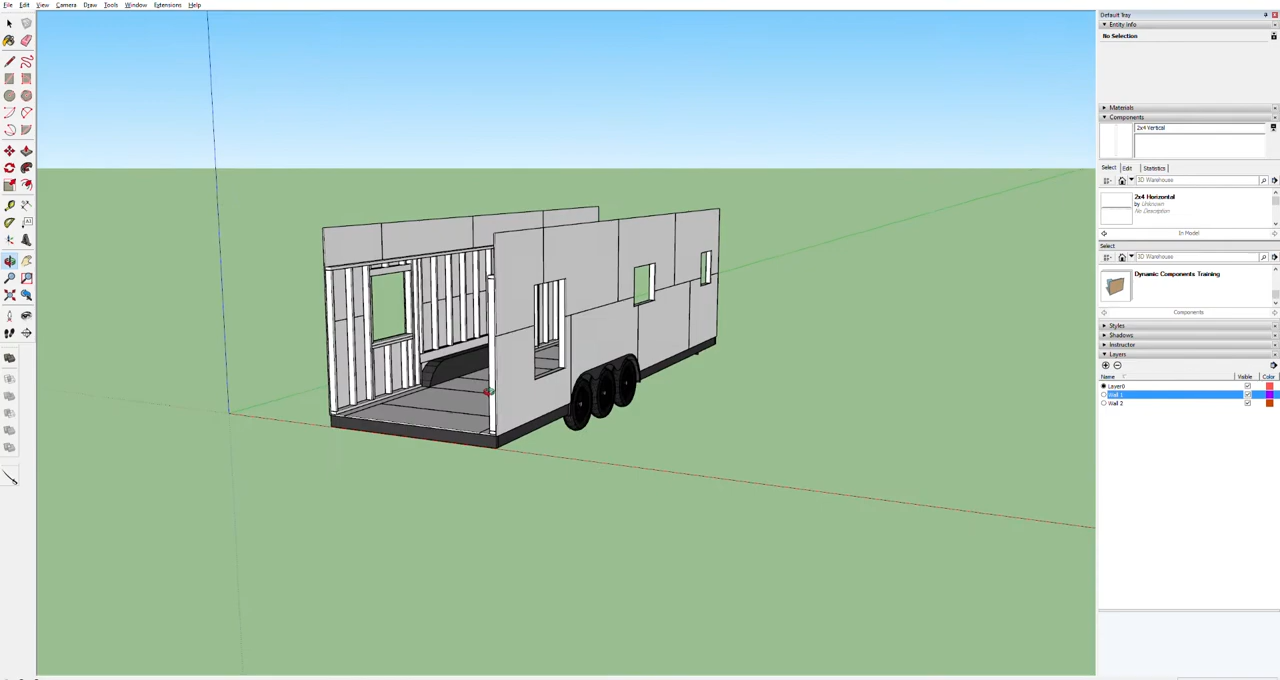 File Edit View Camera Draw Tools Window Extensions Help
Default Tray
Entity Info
No Selection
Materials
Components
2x4 Vertical
Select Edit Statistics
3D Warehouse
2x4 Horizontal
by Unknown
No Description
In Model
Select
3D Warehouse
Dynamic Components Training
Components
Styles
Shadows
Instructor
Layers
Name Visible Color
Layer0
Wall 1
Wall 2